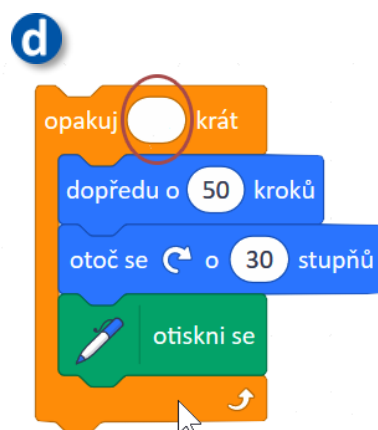 d
opakuj krát
dopředu o 50 kroků
otoč se o 30 stupňů
otiskni se